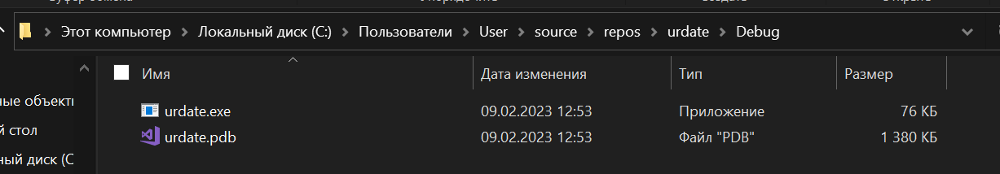 Этот компьютер > Локальный диск (C:) > Пользователи > User > source > repos > urdate > Debug
Имя Дата изменения Тип Размер
ные объекты
urdate.exe 09.02.2023 12:53 Приложение 76 КБ
й стол
urdate.pdb 09.02.2023 12:53 Файл "PDB" 1 380 КБ
ный диск (C